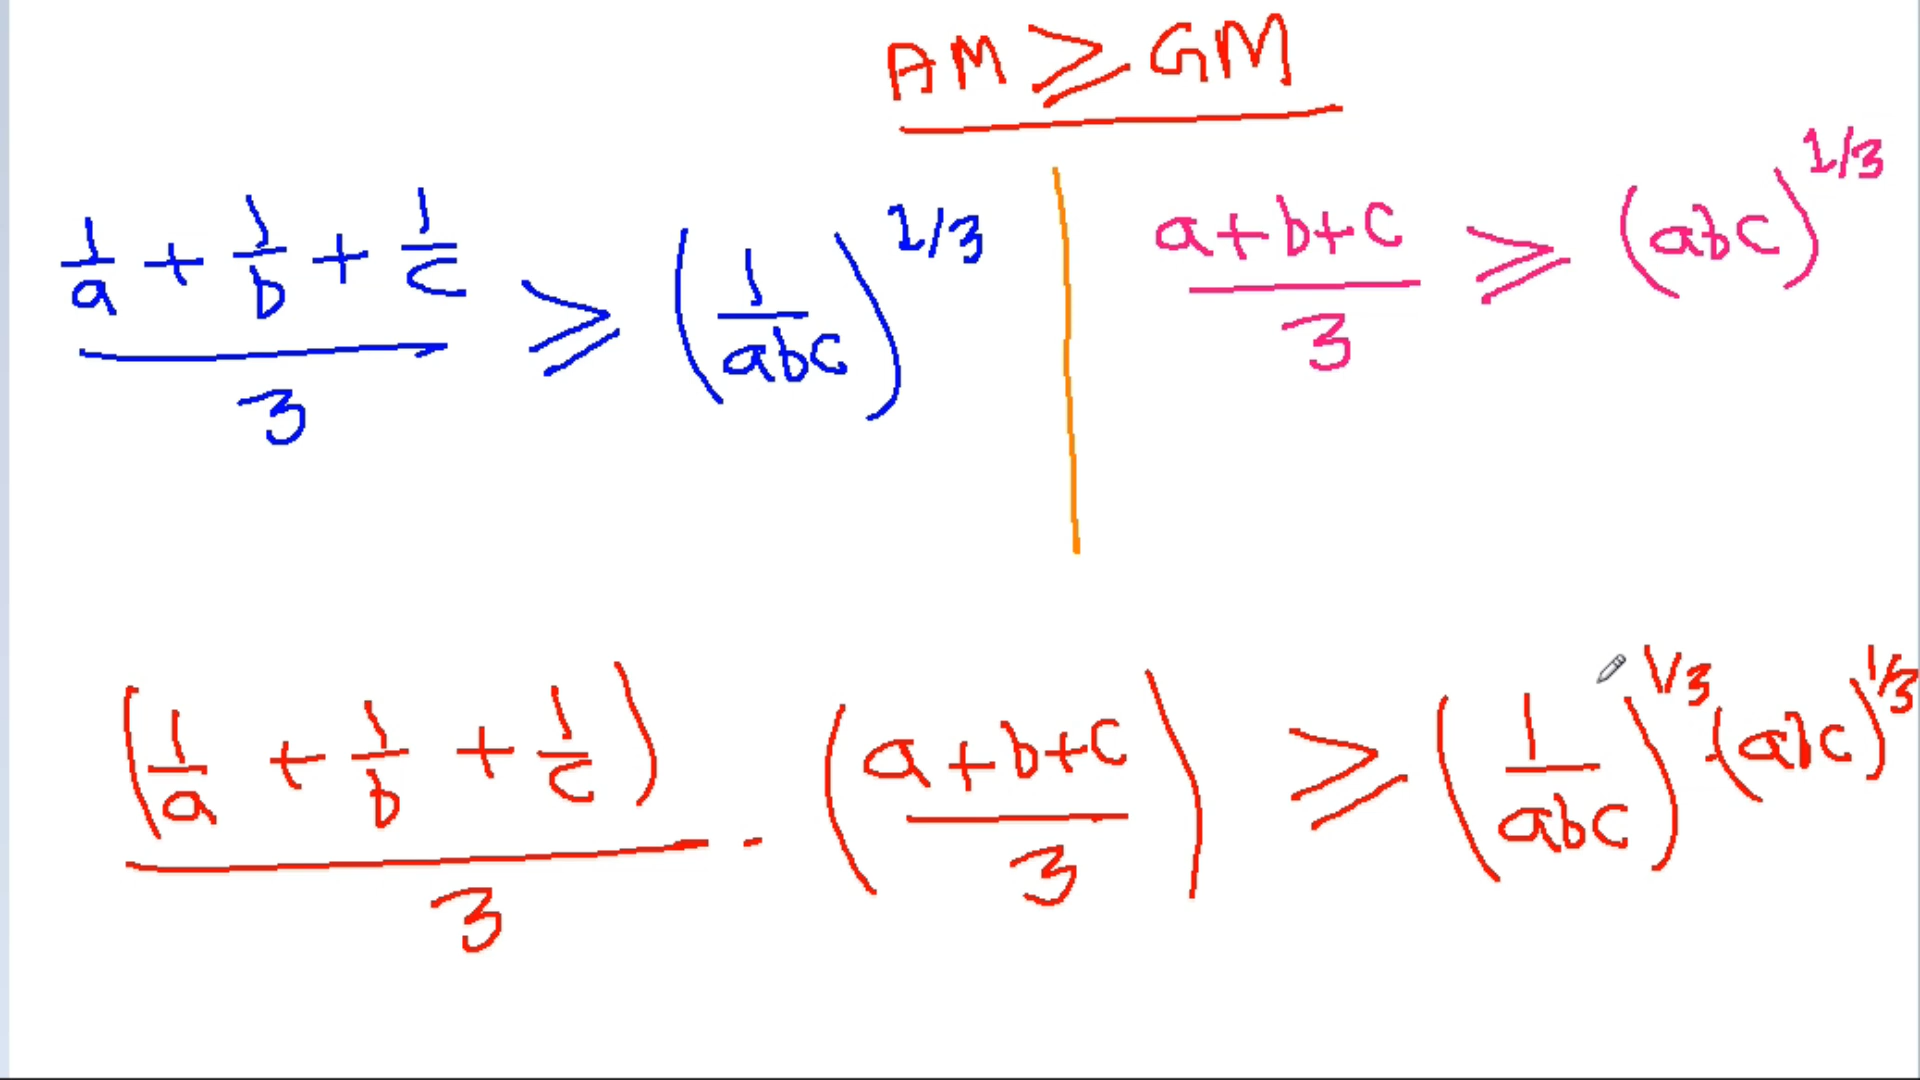 AM ≥ GM
(1/a + 1/b + 1/c)/3 ≥ (1/abc)^1/3
(a+b+c)/3 ≥ (abc)^1/3
(1/a + 1/b + 1/c)/3 · ((a+b+c)/3) ≥ (1/abc)^1/3 · (abc)^1/3